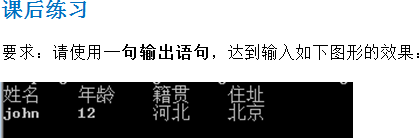 课后练习
要求：请使用一句输出语句，达到输入如下图形的效果：
姓名 年龄 籍贯 住址
john 12 河北 北京